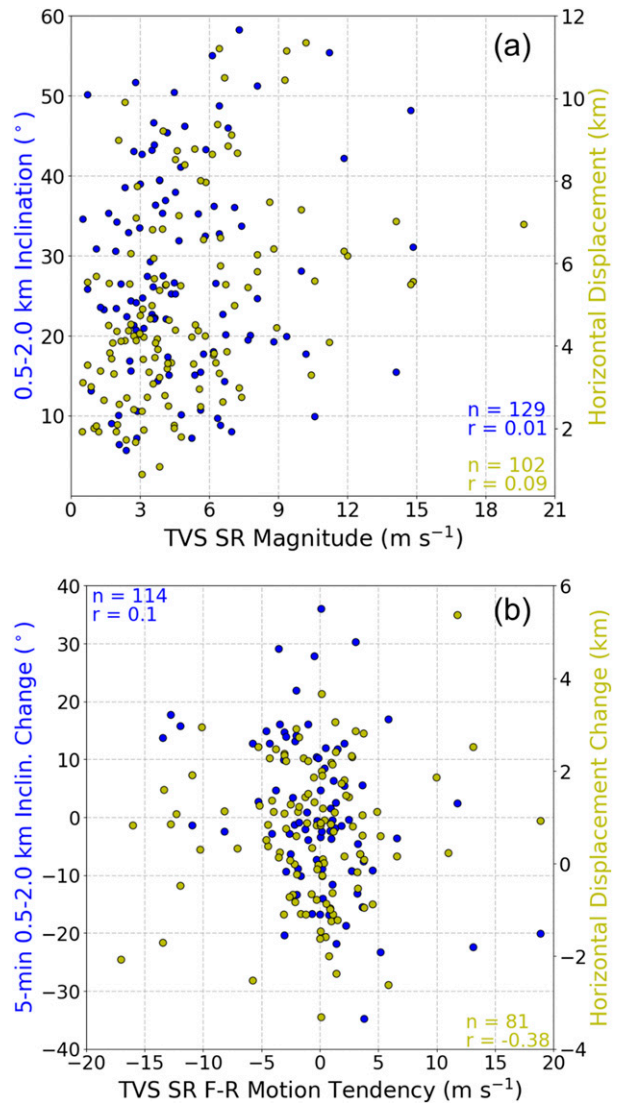 (a)
60
50
40
30
20
10
12
10
8
6
4
2
0.5-2.0 km Inclination (°)
Horizontal Displacement (km)
n = 129
r = 0.01
n = 102
r = 0.09
0 3 6 9 12 15 18 21
TVS SR Magnitude (m s⁻¹)
(b)
n = 114
r = 0.1
40
30
20
10
0
−10
−20
−30
−40
6
4
2
0
−2
−4
5-min 0.5-2.0 km Inclin. Change (°)
Horizontal Displacement Change (km)
n = 81
r = -0.38
−20 −15 −10 −5 0 5 10 15 20
TVS SR F-R Motion Tendency (m s⁻¹)